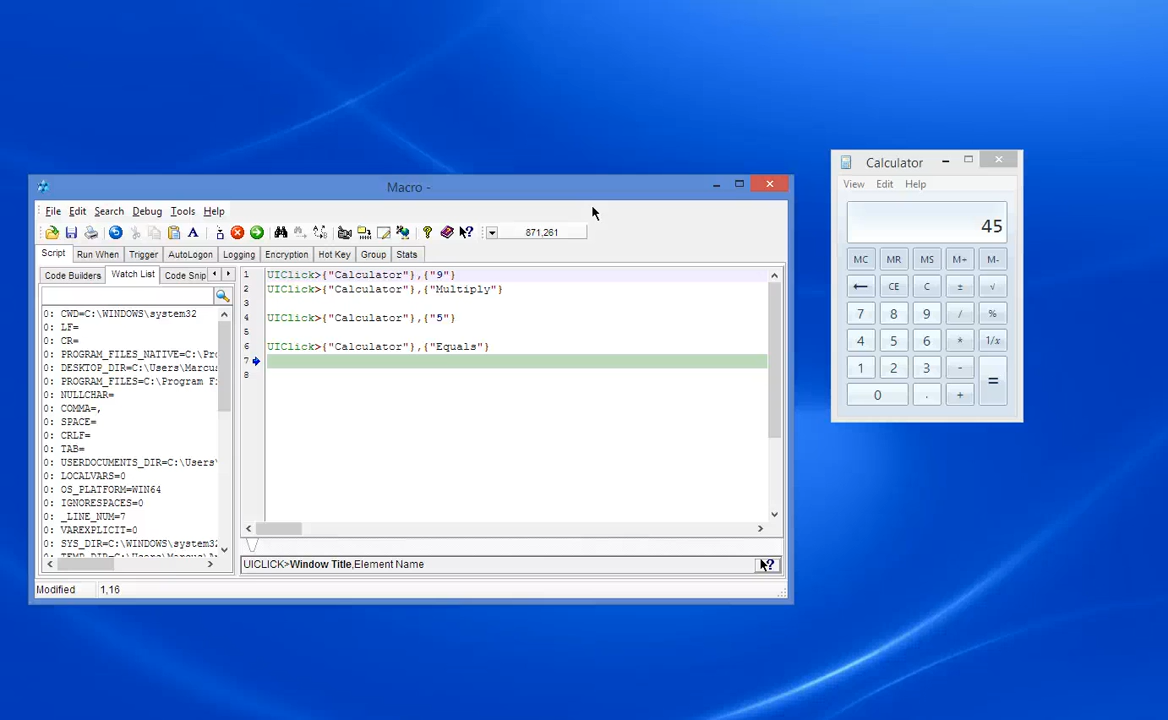 Macro -
File Edit Search Debug Tools Help
A
871,261
Script Run When Trigger AutoLogon Logging Encryption Hot Key Group Stats
Code Builders Watch List Code Snip
0: CWD=C:\WINDOWS\system32
0: LF=
0: CR=
0: PROGRAM_FILES_NATIVE=C:\Pro
0: DESKTOP_DIR=C:\Users\Marcus
0: PROGRAM_FILES=C:\Program F
0: NULLCHAR=
0: COMMA=,
0: SPACE=
0: CRLF=
0: TAB=
0: USERDOCUMENTS_DIR=C:\Users\
0: LOCALVARS=0
0: OS_PLATFORM=WIN64
0: IGNORESPACES=0
0: _LINE_NUM=7
0: VAREXPLICIT=0
0: SYS_DIR=C:\WINDOWS\system32
0: TEMP_DIR=C:\Users\Marcus\
1 UIClick>{"Calculator"},{"9"}
2 UIClick>{"Calculator"},{"Multiply"}
3
4 UIClick>{"Calculator"},{"5"}
5
6 UIClick>{"Calculator"},{"Equals"}
7
8
UICLICK>Window Title,Element Name
Modified 1,16
Calculator
View Edit Help
45
MC MR MS M+ M-
← CE C ± √
7 8 9 / %
4 5 6 * 1/x
1 2 3 - =
0 . +